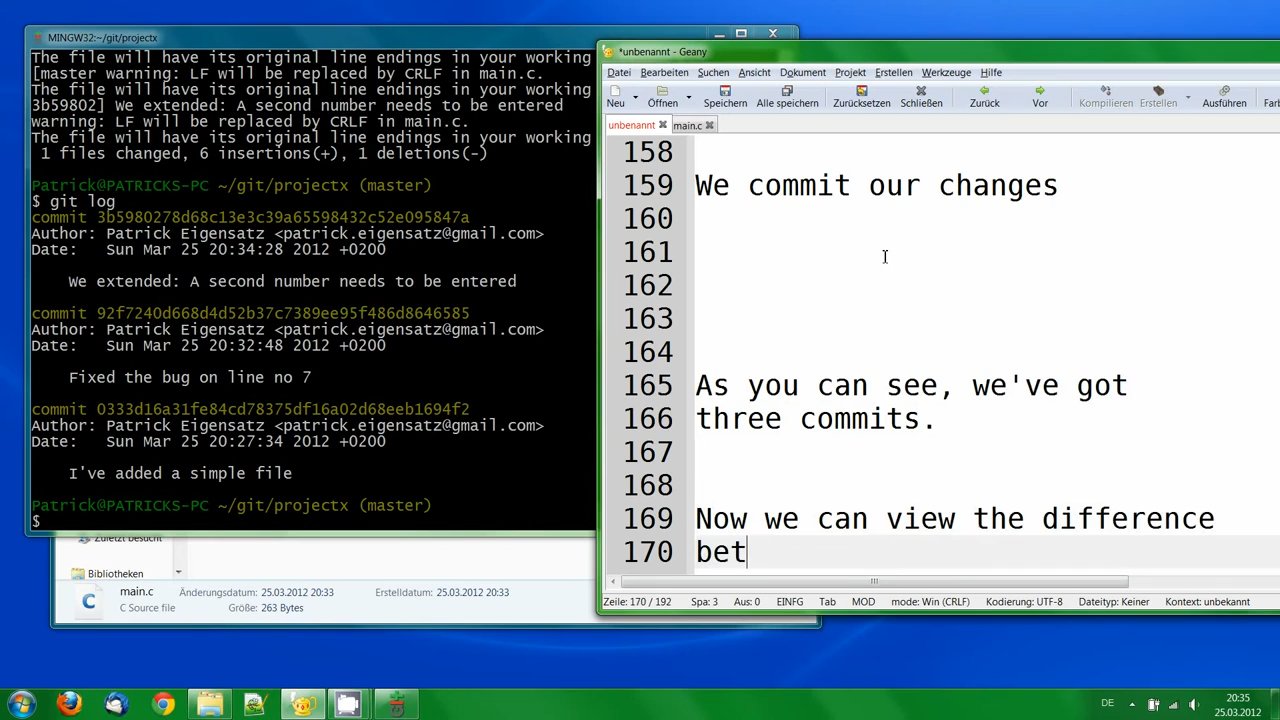 MINGW32:~/git/projectx
The file will have its original line endings in your working
[master warning: LF will be replaced by CRLF in main.c.
The file will have its original line endings in your working
3b59802] We extended: A second number needs to be entered
warning: LF will be replaced by CRLF in main.c.
The file will have its original line endings in your working
1 files changed, 6 insertions(+), 1 deletions(-)
Patrick@PATRICKS-PC ~/git/projectx (master)
$ git log
commit 3b5980278d68c13e3c39a65598432c52e095847a
Author: Patrick Eigensatz <patrick.eigensatz@gmail.com>
Date:   Sun Mar 25 20:34:28 2012 +0200
We extended: A second number needs to be entered
commit 92f7240d668d4d52b37c7389ee95f486d8646585
Author: Patrick Eigensatz <patrick.eigensatz@gmail.com>
Date:   Sun Mar 25 20:32:48 2012 +0200
Fixed the bug on line no 7
commit 0333d16a31fe84cd78375df16a02d68eeb1694f2
Author: Patrick Eigensatz <patrick.eigensatz@gmail.com>
Date:   Sun Mar 25 20:27:34 2012 +0200
I've added a simple file
Patrick@PATRICKS-PC ~/git/projectx (master)
$
Zuletzt besucht
Bibliotheken
main.c Änderungsdatum: 25.03.2012 20:33 Erstelldatum: 25.03.2012 20:33
C Source file Größe: 263 Bytes
*unbenannt - Geany
Datei Bearbeiten Suchen Ansicht Dokument Projekt Erstellen Werkzeuge Hilfe
Neu Öffnen Speichern Alle speichern Zurücksetzen Schließen Zurück Vor Kompilieren Erstellen Ausführen
unbenannt main.c
158
159 We commit our changes
160
161
162
163
164
165 As you can see, we've got
166 three commits.
167
168
169 Now we can view the difference
170 bet
Zeile: 170 / 192 Spa: 3 Aus: 0 EINFG Tab MOD mode: Win (CRLF) Kodierung: UTF-8 Dateityp: Keiner Kontext: unbekannt
DE 20:35
25.03.2012